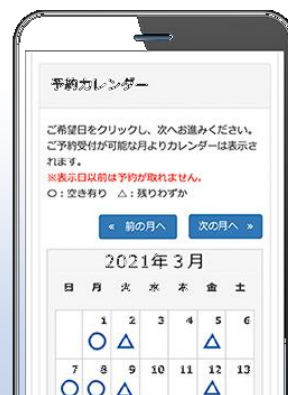 予約カレンダー
ご希望日をクリックし、次へお進みください。
ご予約受付が可能な月よりカレンダーは表示さ
れます。
※表示日以前は予約が取れません。
〇：空き有り　△：残りわずか
« 前の月へ　次の月へ »
2021年3月
日 月 火 水 木 金 土
1 2 3 4 5 6
〇 △ △
7 8 9 10 11 12 13
〇 〇 △ △